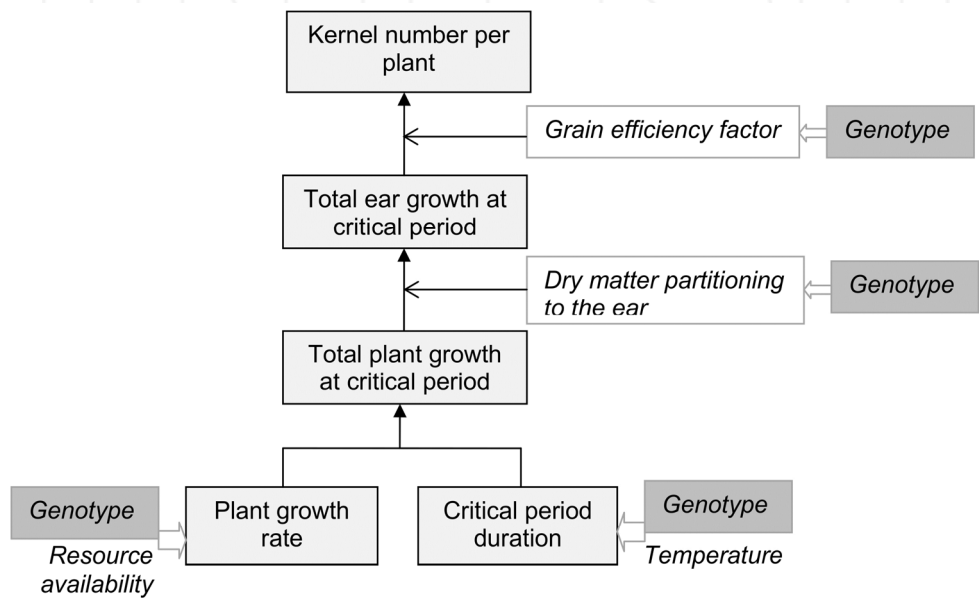 Kernel number per
plant
Grain efficiency factor
Genotype
Total ear growth at
critical period
Dry matter partitioning
to the ear
Genotype
Total plant growth
at critical period
Genotype
Resource
availability
Plant growth
rate
Critical period
duration
Genotype
Temperature